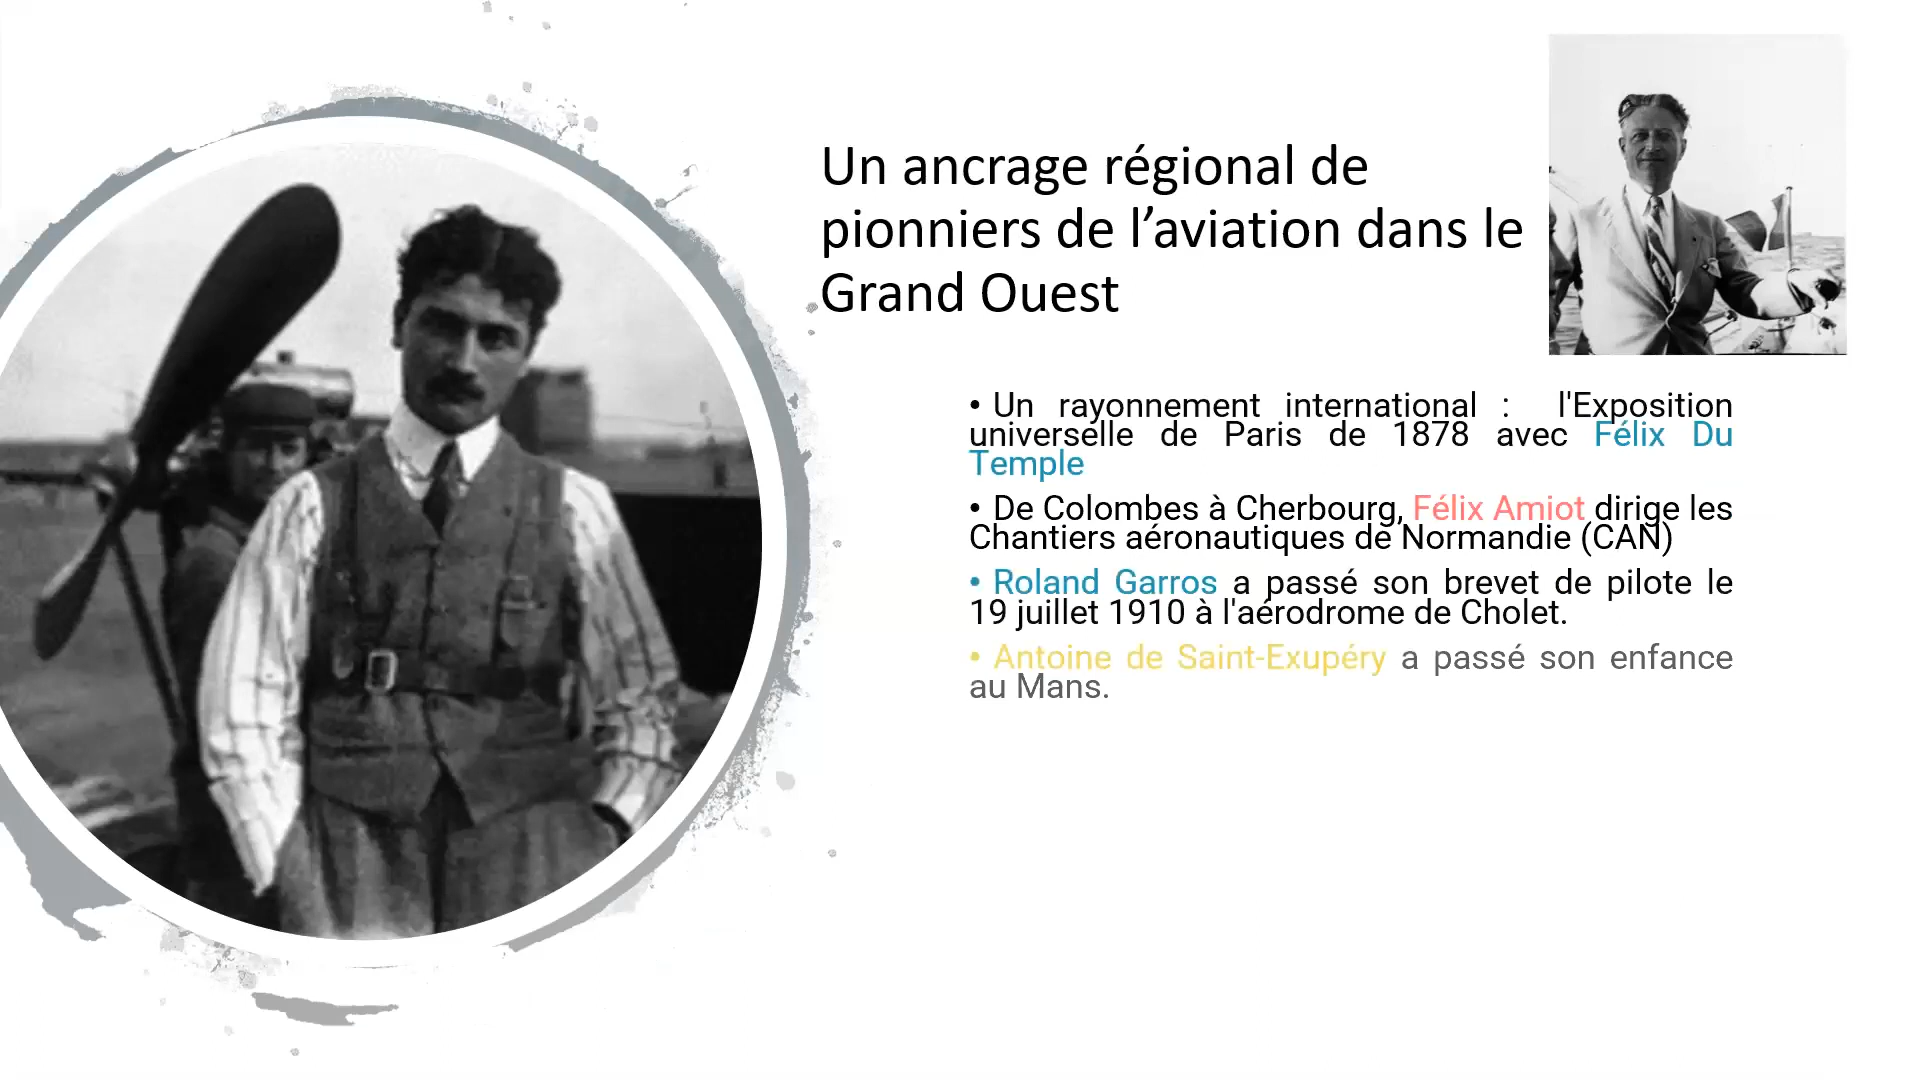 Un ancrage régional de
pionniers de l’aviation dans le
Grand Ouest
• Un rayonnement international : l'Exposition
universelle de Paris de 1878 avec Félix Du
Temple
• De Colombes à Cherbourg, Félix Amiot dirige les
Chantiers aéronautiques de Normandie (CAN)
• Roland Garros a passé son brevet de pilote le
19 juillet 1910 à l'aérodrome de Cholet.
• Antoine de Saint-Exupéry a passé son enfance
au Mans.